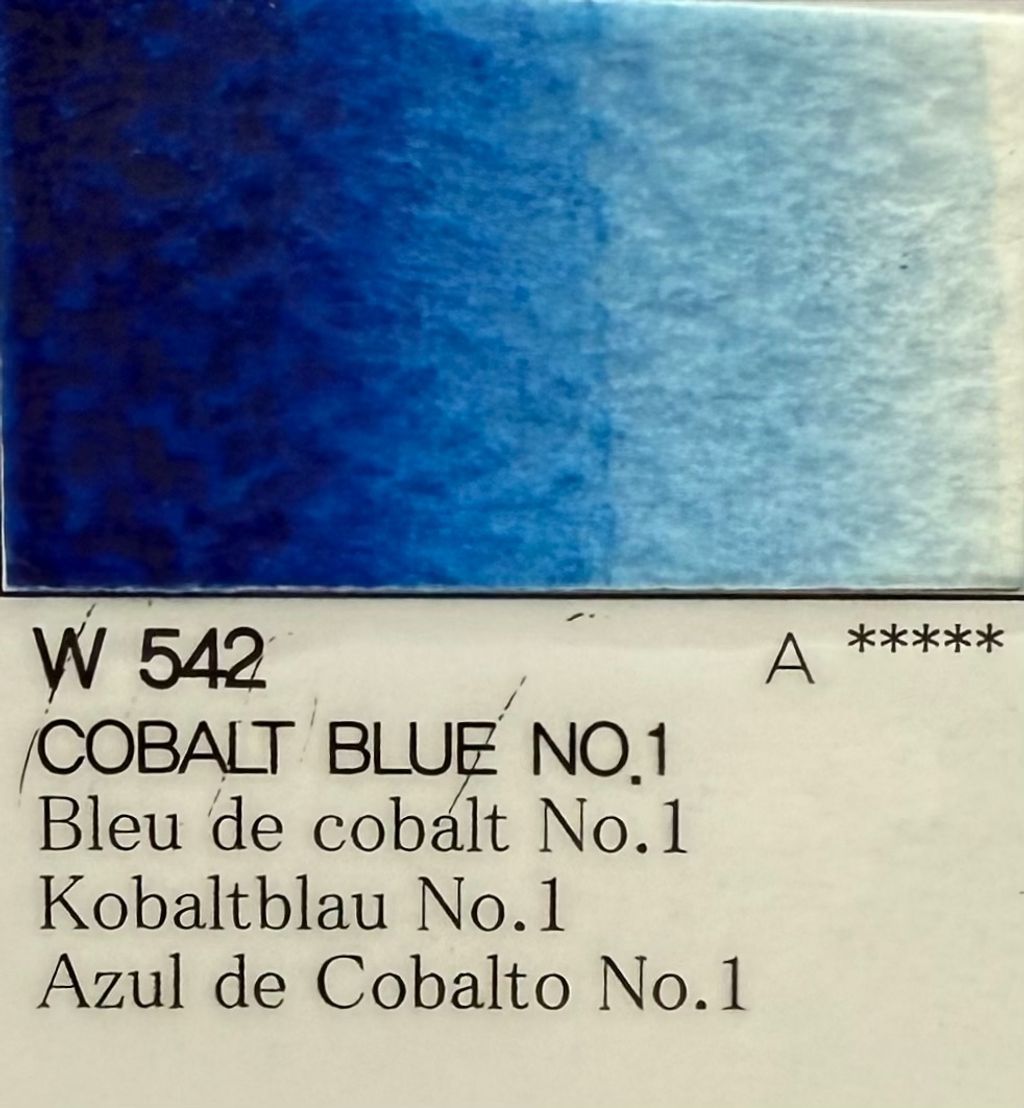 W 542 A *****
COBALT BLUE NO.1
Bleu de cobalt No.1
Kobaltblau No.1
Azul de Cobalto No.1